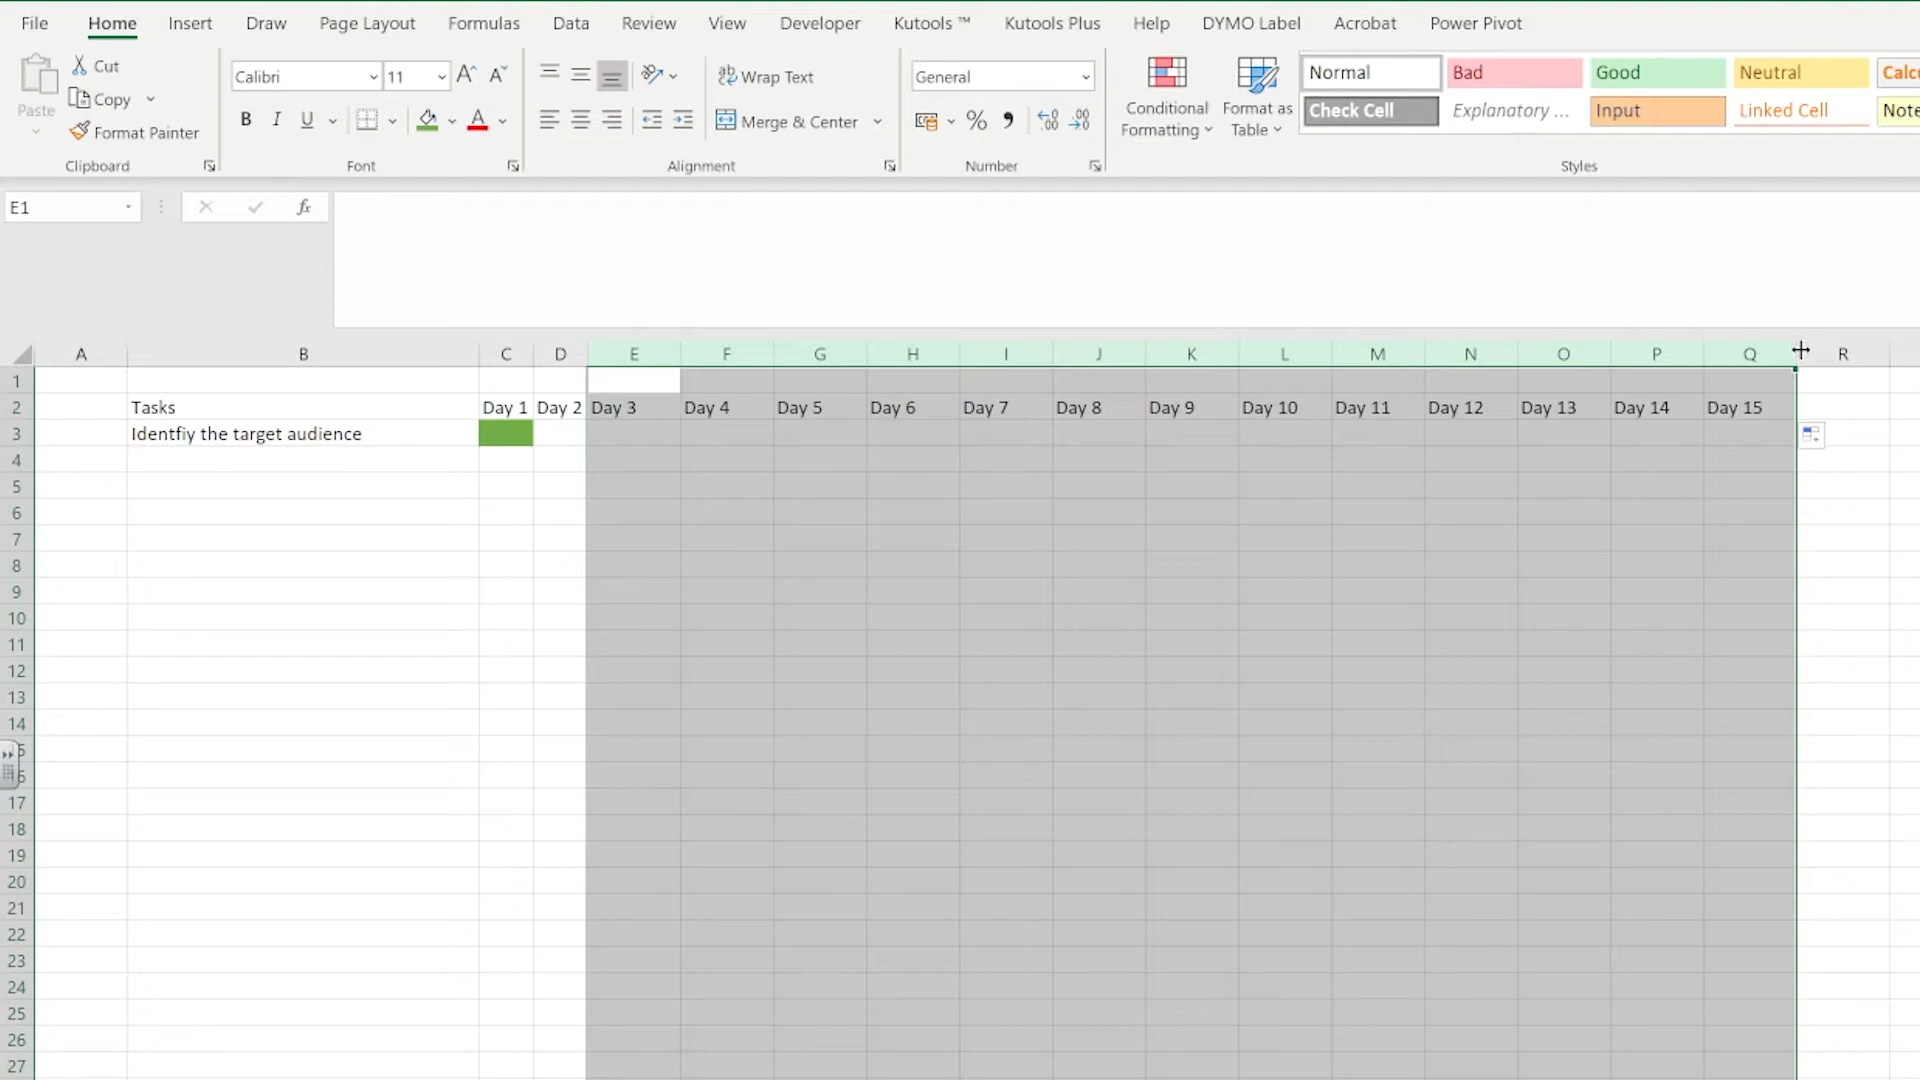 File Home Insert Draw Page Layout Formulas Data Review View Developer Kutools ™ Kutools Plus Help DYMO Label Acrobat Power Pivot
Paste
Cut
Copy
Format Painter
Clipboard
Calibri 11
B I U
Font
Wrap Text
Merge & Center
Alignment
General
Number
Conditional Formatting
Format as Table
Normal Bad Good Neutral Calcu
Check Cell Explanatory ... Input Linked Cell Note
Styles
E1 fx
A B C D E F G H I J K L M N O P Q R
1
2 Tasks Day 1 Day 2 Day 3 Day 4 Day 5 Day 6 Day 7 Day 8 Day 9 Day 10 Day 11 Day 12 Day 13 Day 14 Day 15
3 Identfiy the target audience
4
5
6
7
8
9
10
11
12
13
14
5
6
17
18
19
20
21
22
23
24
25
26
27